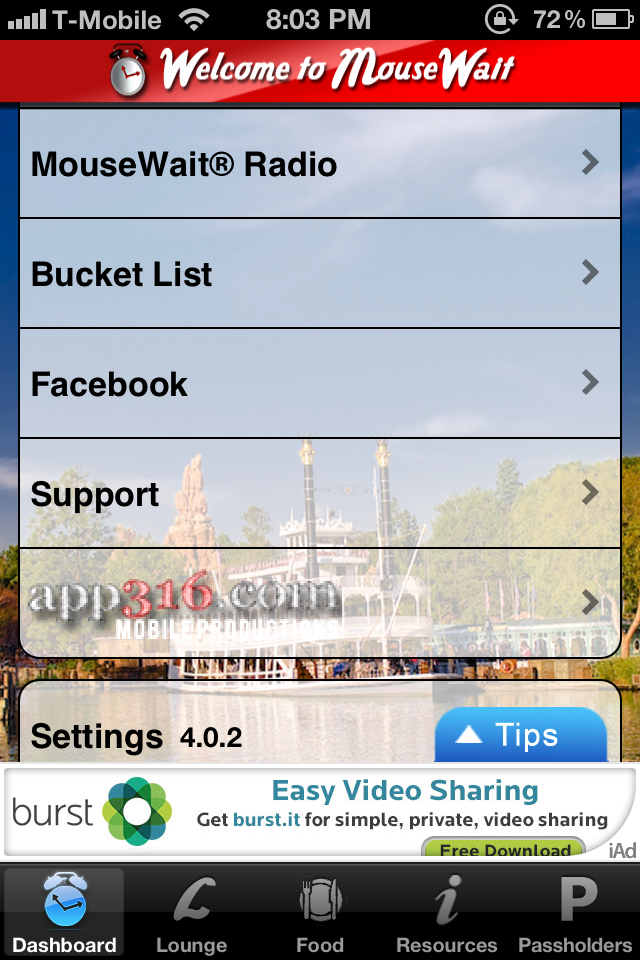 T-Mobile 8:03 PM 72%
Welcome to MouseWait
MouseWait® Radio
Bucket List
Facebook
Support
app316.com
MOBILE PRODUCTIONS
Settings 4.0.2
Tips
burst
Easy Video Sharing
Get burst.it for simple, private, video sharing
Free Download
iAd
L i P
Dashboard Lounge Food Resources Passholders